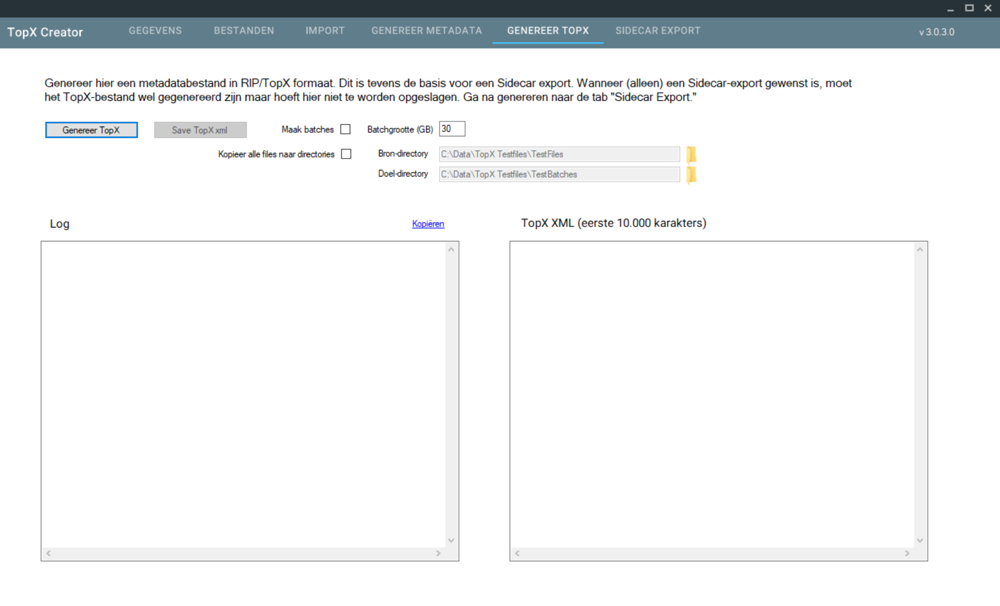 TopX Creator GEGEVENS BESTANDEN IMPORT GENEREER METADATA GENEREER TOPX SIDECAR EXPORT v 3.0.3.0
Genereer hier een metadatabestand in RIP/TopX formaat. Dit is tevens de basis voor een Sidecar export. Wanneer (alleen) een Sidecar-export gewenst is, moet
het TopX-bestand wel gegenereerd zijn maar hoeft hier niet te worden opgeslagen. Ga na genereren naar de tab "Sidecar Export."
Genereer TopX Save TopX xml Maak batches Batchgrootte (GB) 30
Kopieer alle files naar directories Bron-directory C:\Data\TopX Testfiles\TestFiles
Doel-directory C:\Data\TopX Testfiles\TestBatches
Log Kopiëren TopX XML (eerste 10.000 karakters)